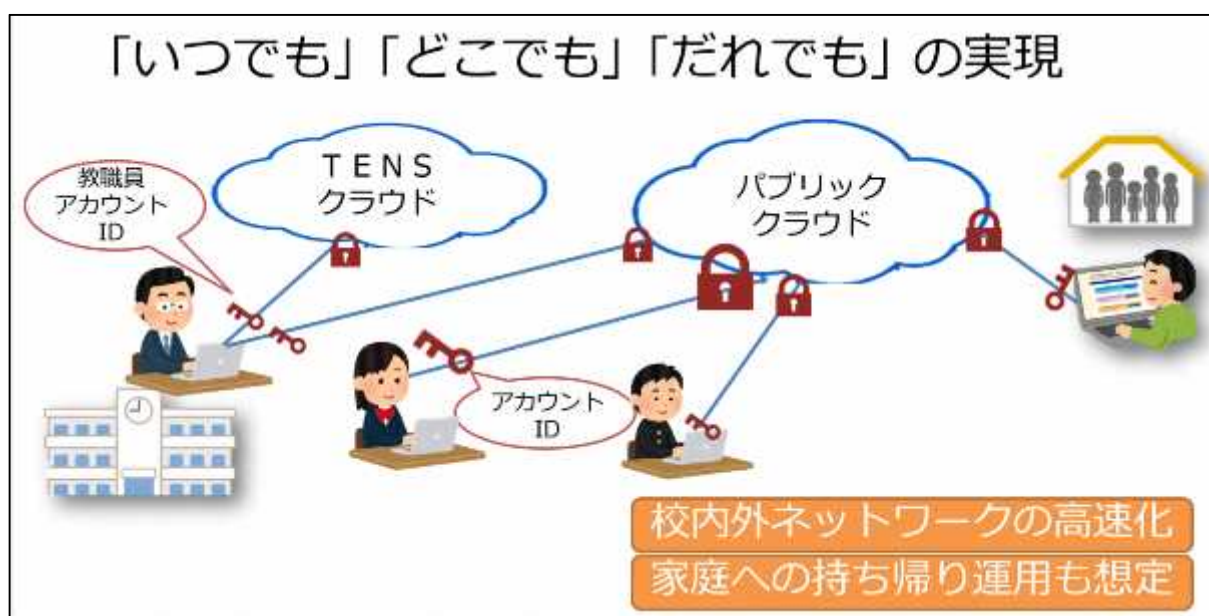 「いつでも」「どこでも」「だれでも」の実現
ＴＥＮＳ
クラウド
パブリック
クラウド
教職員
アカウント
ID
アカウント
ID
校内外ネットワークの高速化
家庭への持ち帰り運用も想定